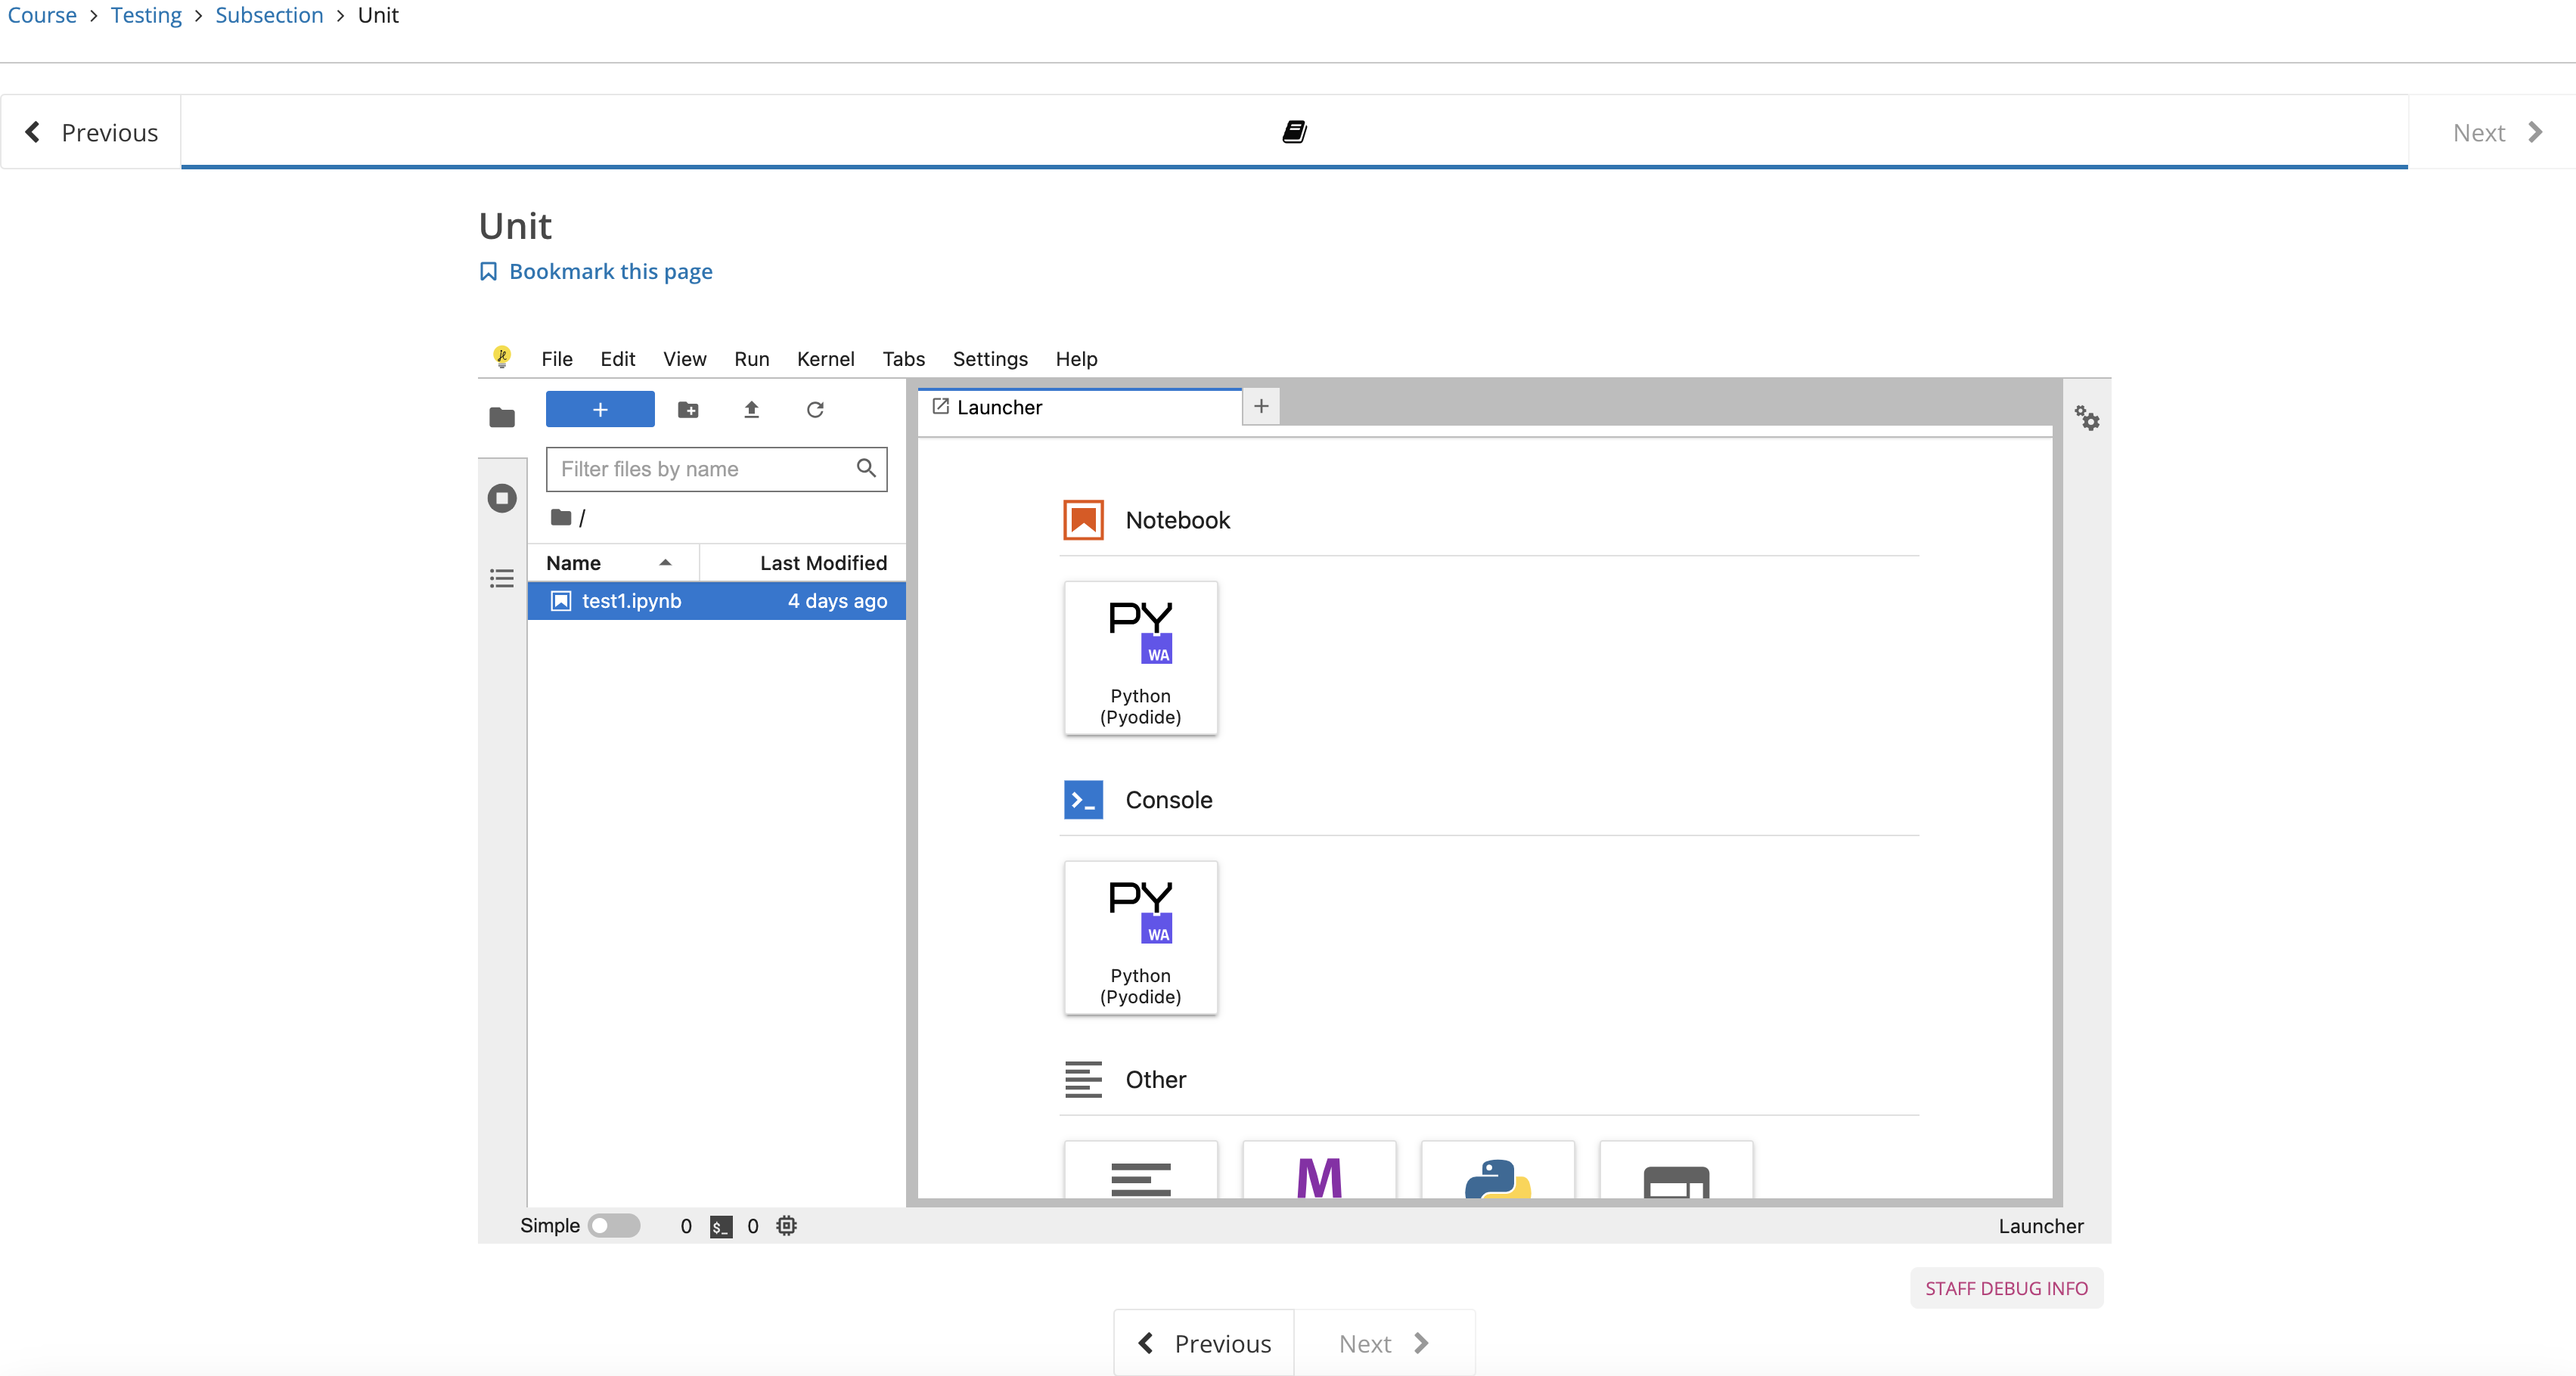 Course > Testing > Subsection > Unit
Previous
Next
Unit
Bookmark this page
File Edit View Run Kernel Tabs Settings Help
+
Launcher
+
Filter files by name
/
Name Last Modified
test1.ipynb 4 days ago
Notebook
PY
WA
Python
(Pyodide)
>_ Console
PY
WA
Python
(Pyodide)
Other
M
Simple 0 $_ 0
Launcher
STAFF DEBUG INFO
Previous Next